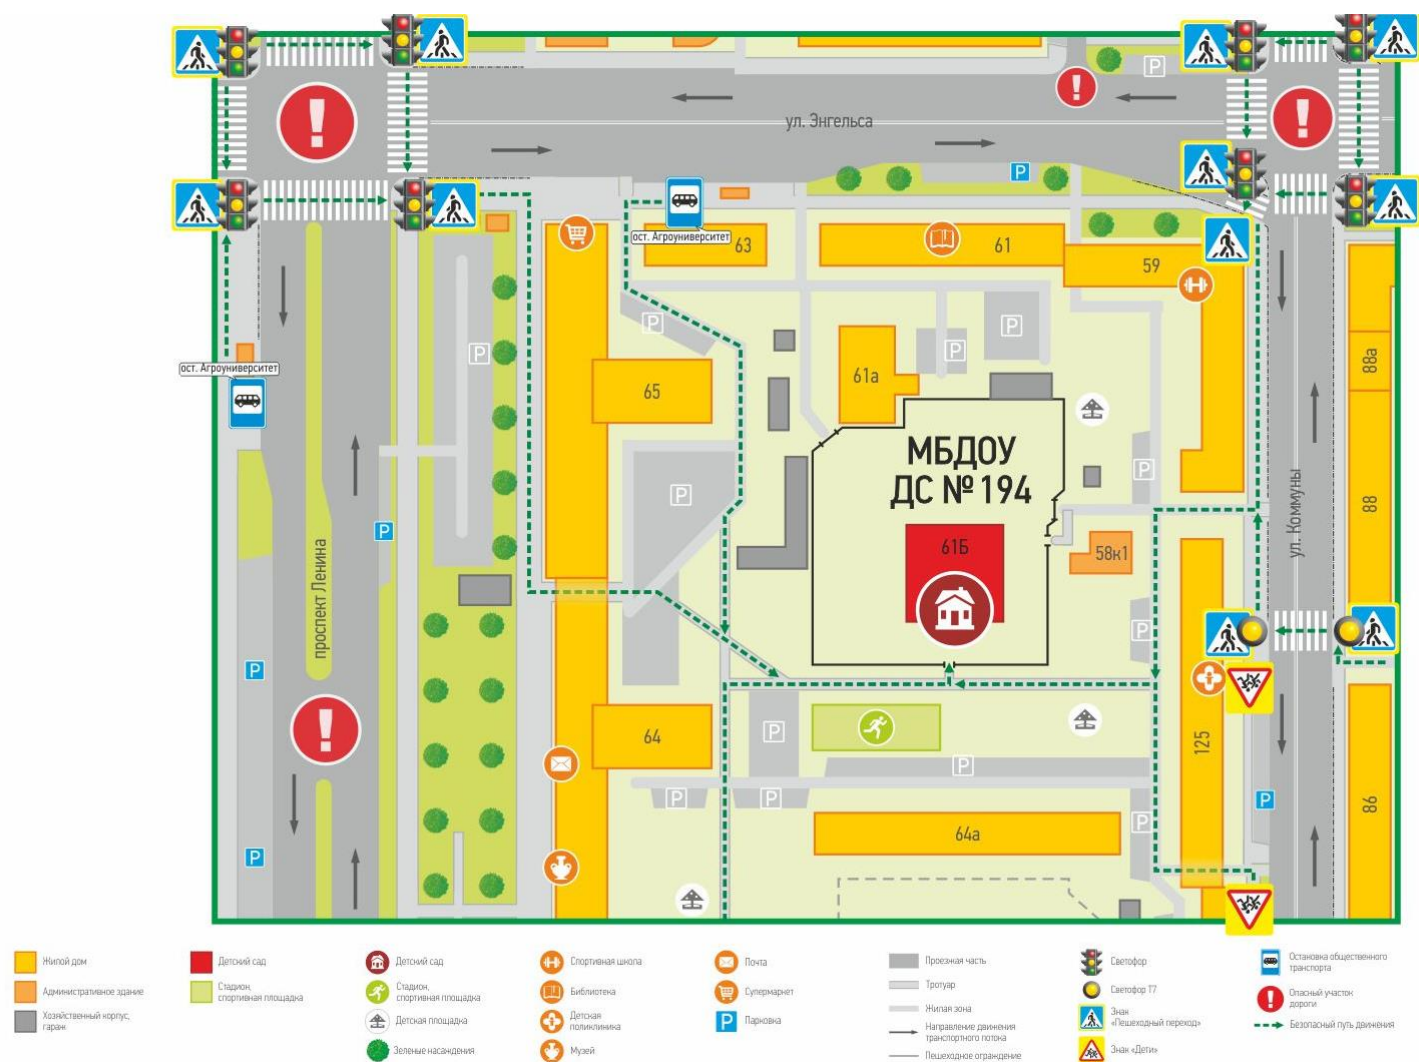 P
ул. Энгельса
P
ост. Агроуниверситет
63
61
59
ост. Агроуниверситет
P
P
P
P
65
61а
88а
МБДОУ
ДС № 194
P
P
P
61Б
58к1
88
ул. Коммуны
проспект Ленина
P
P
64
P
125
P
P
P
P
P
P
64а
86
P
Жилой дом
Административное здание
Хозяйственный корпус,
гараж
Детский сад
Стадион,
спортивная площадка
Детский сад
Стадион,
спортивная площадка
Детская площадка
Зеленые насаждения
Спортивная школа
Библиотека
Детская
поликлиника
Музей
Почта
Супермаркет
P Парковка
Проезжая часть
Тротуар
Жилая зона
Направление движения
транспортного потока
Пешеходное ограждение
Светофор
Светофор Т7
Знак
«Пешеходный переход»
Знак «Дети»
Остановка общественного
транспорта
Опасный участок
дороги
Безопасный путь движения